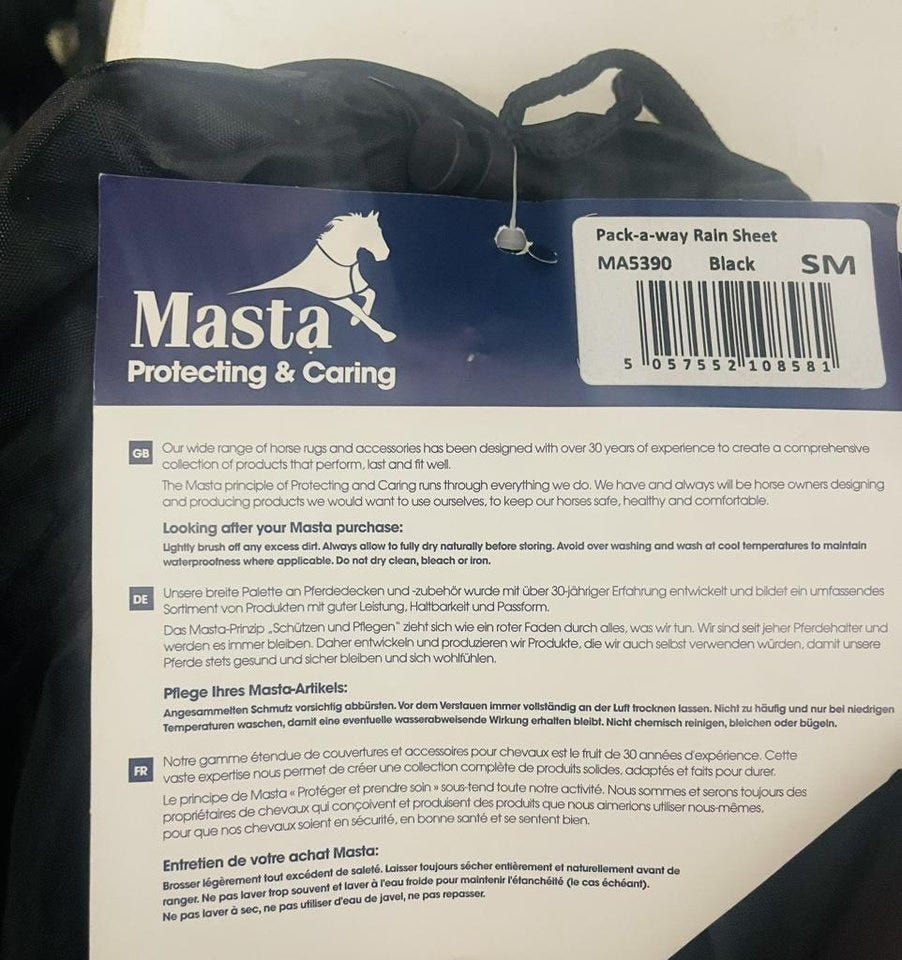 Masta
Protecting & Caring
Pack-a-way Rain Sheet
MA5390 Black SM
5 057552 108581
GB
Our wide range of horse rugs and accessories has been designed with over 30 years of experience to create a comprehensive
collection of products that perform, last and fit well.
The Masta principle of Protecting and Caring runs through everything we do. We have and always will be horse owners designing
and producing products we would want to use ourselves, to keep our horses safe, healthy and comfortable.
Looking after your Masta purchase:
Lightly brush off any excess dirt. Always allow to fully dry naturally before storing. Avoid over washing and wash at cool temperatures to maintain
waterproofness where applicable. Do not dry clean, bleach or iron.
DE
Unsere breite Palette an Pferdedecken und -zubehör wurde mit über 30-jähriger Erfahrung entwickelt und bildet ein umfassendes
Sortiment von Produkten mit guter Leistung, Haltbarkeit und Passform.
Das Masta-Prinzip „Schützen und Pflegen" zieht sich wie ein roter Faden durch alles, was wir tun. Wir sind seit jeher Pferdehalter und
werden es immer bleiben. Daher entwickeln und produzieren wir Produkte, die wir auch selbst verwenden würden, damit unsere
Pferde stets gesund und sicher bleiben und sich wohlfühlen.
Pflege Ihres Masta-Artikels:
Angesammelten Schmutz vorsichtig abbürsten. Vor dem Verstauen immer vollständig an der Luft trocknen lassen. Nicht zu häufig und nur bei niedrigen
Temperaturen waschen, damit eine eventuelle wasserabweisende Wirkung erhalten bleibt. Nicht chemisch reinigen, bleichen oder bügeln.
FR
Notre gamme étendue de couvertures et accessoires pour chevaux est le fruit de 30 années d'expérience. Cette
vaste expertise nous permet de créer une collection complète de produits solides, adaptés et faits pour durer.
Le principe de Masta « Protéger et prendre soin » sous-tend toute notre activité. Nous sommes et serons toujours des
propriétaires de chevaux qui conçoivent et produisent des produits que nous aimerions utiliser nous-mêmes,
pour que nos chevaux soient en sécurité, en bonne santé et se sentent bien.
Entretien de votre achat Masta:
Brosser légèrement tout excédent de saleté. Laisser toujours sécher entièrement et naturellement avant de
ranger. Ne pas laver trop souvent et laver à l'eau froide pour maintenir l'étanchéité (le cas échéant).
Ne pas laver à sec, ne pas utiliser d'eau de javel, ne pas repasser.